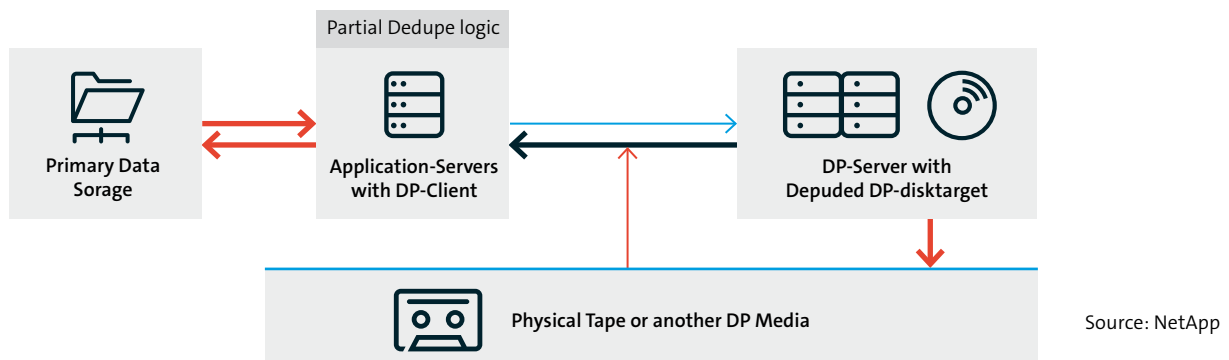 Partial Dedupe logic
Primary Data
Sorage
Application-Servers
with DP-Client
DP-Server with
Depuded DP-disktarget
Physical Tape or another DP Media
Source: NetApp